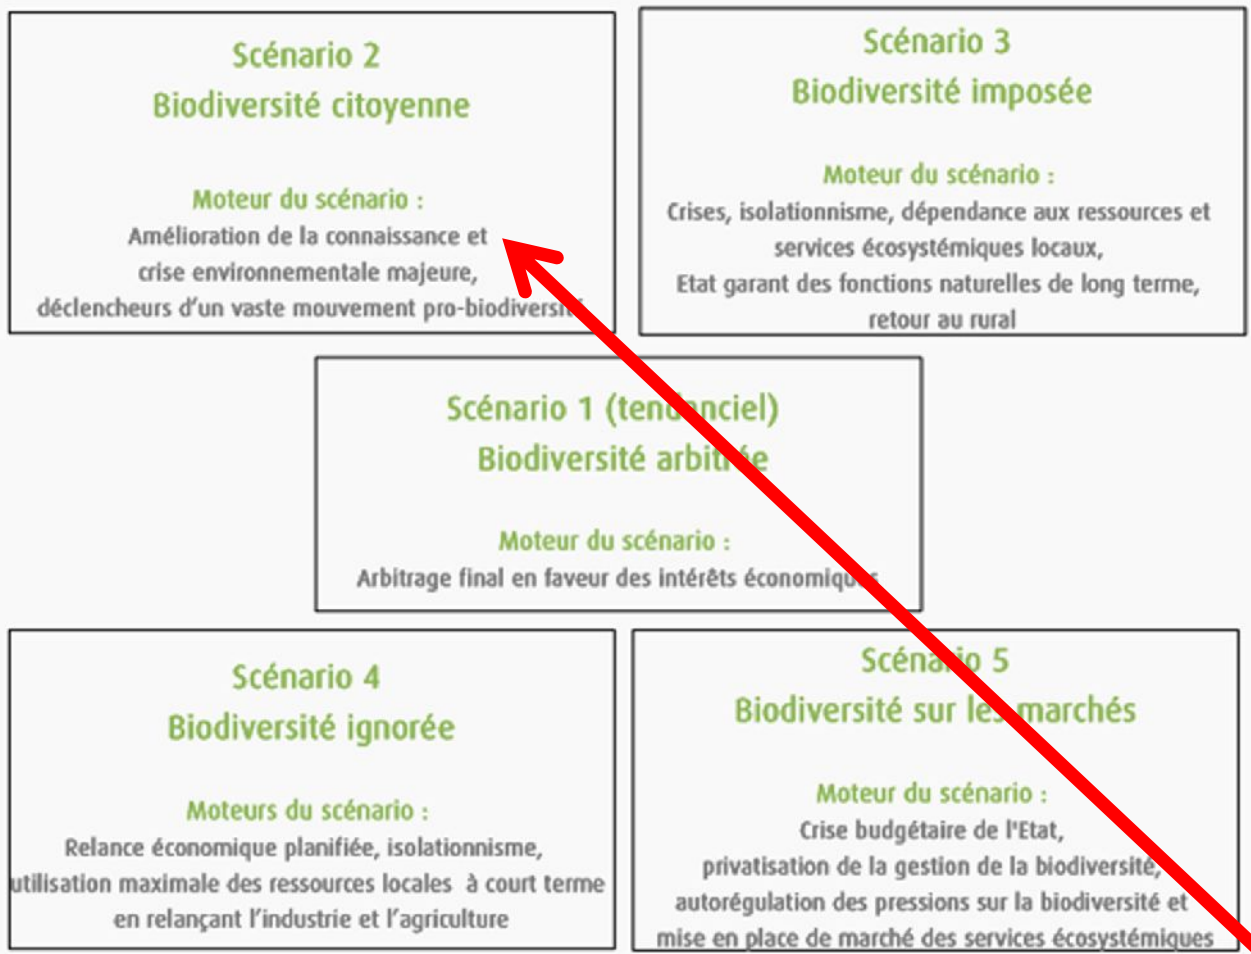 Scénario 2
Biodiversité citoyenne
Moteur du scénario :
Amélioration de la connaissance et
crise environnementale majeure,
déclencheurs d'un vaste mouvement pro-biodiversité
Scénario 3
Biodiversité imposée
Moteur du scénario :
Crises, isolationnisme, dépendance aux ressources et
services écosystémiques locaux,
Etat garant des fonctions naturelles de long terme,
retour au rural
Scénario 1 (tendanciel)
Biodiversité arbitrée
Moteur du scénario :
Arbitrage final en faveur des intérêts économiques
Scénario 4
Biodiversité ignorée
Moteurs du scénario :
Relance économique planifiée, isolationnisme,
utilisation maximale des ressources locales à court terme
en relançant l'industrie et l'agriculture
Scénario 5
Biodiversité sur les marchés
Moteur du scénario :
Crise budgétaire de l'Etat,
privatisation de la gestion de la biodiversité,
autorégulation des pressions sur la biodiversité et
mise en place de marché des services écosystémiques